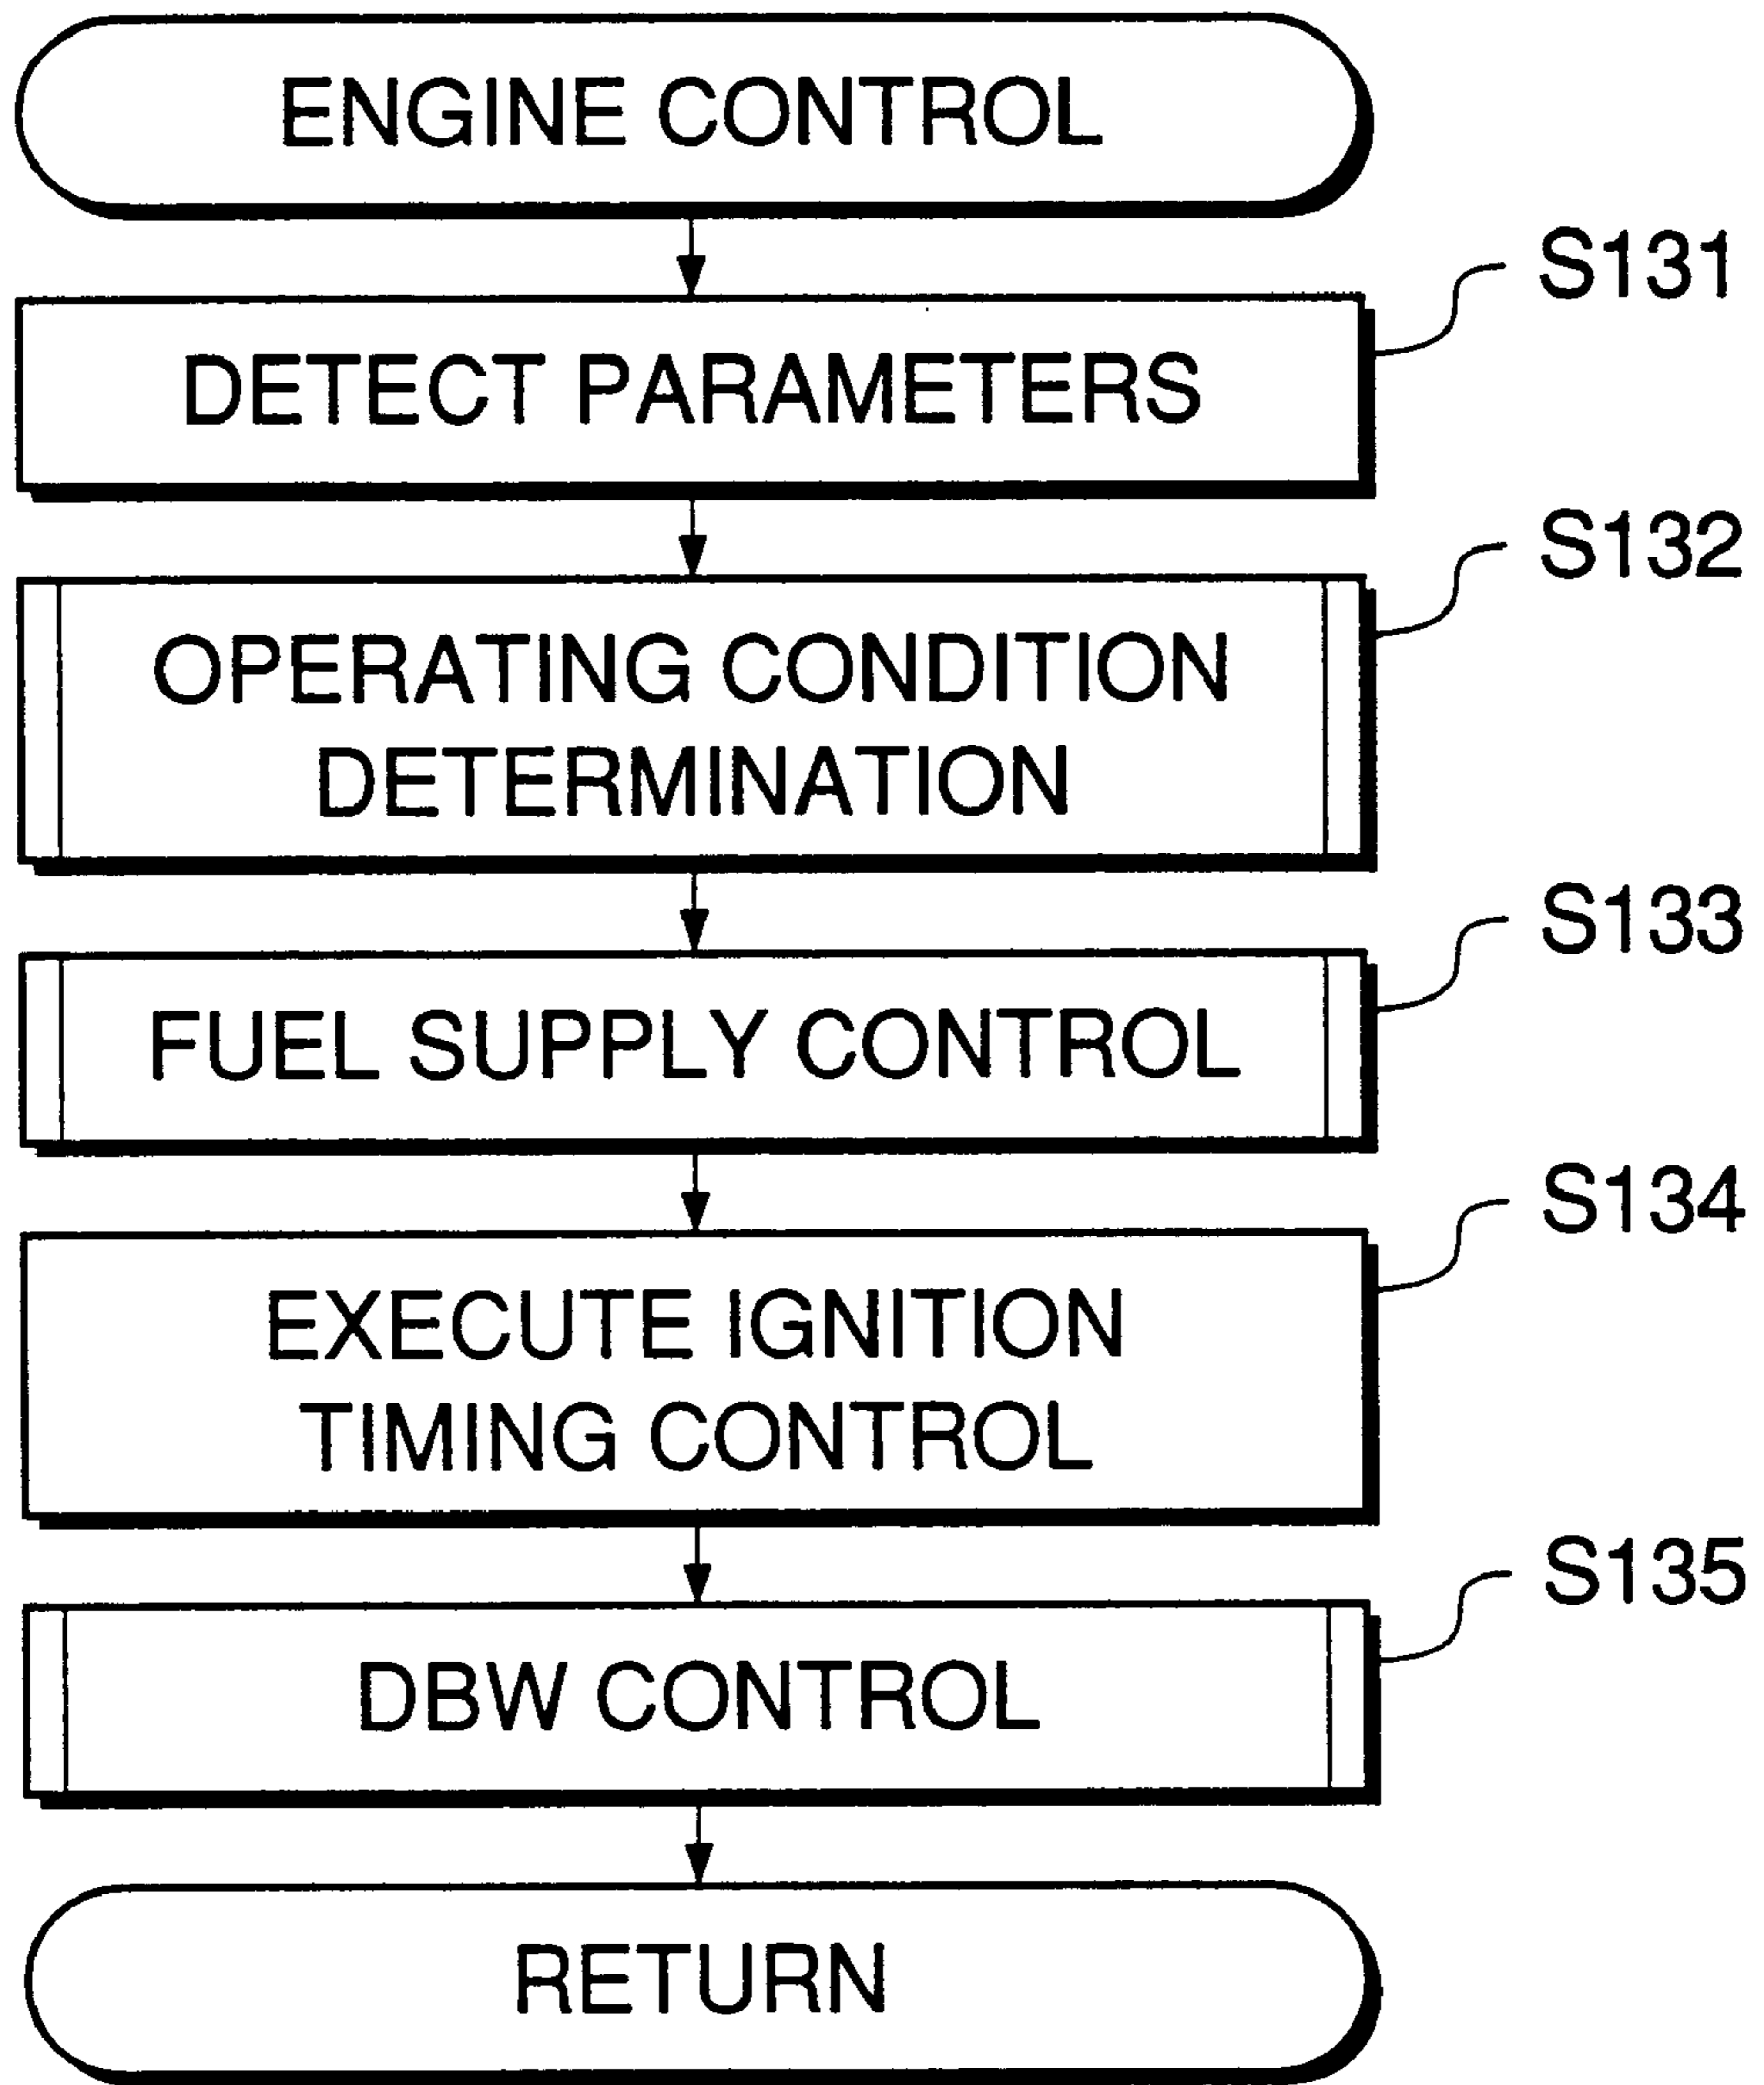 ENGINE CONTROL
S131
DETECT PARAMETERS
S132
OPERATING CONDITION
DETERMINATION
S133
FUEL SUPPLY CONTROL
S134
EXECUTE IGNITION
TIMING CONTROL
S135
DBW CONTROL
RETURN